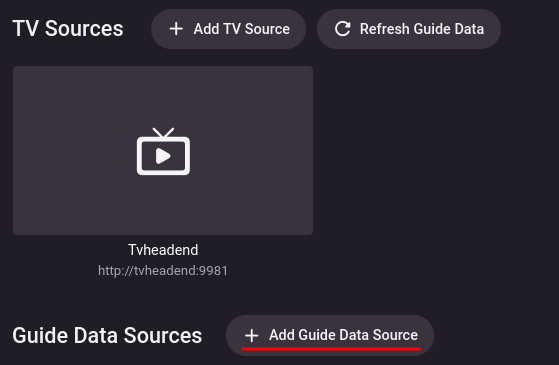 TV Sources
Add TV Source
Refresh Guide Data
Tvheadend
http://tvheadend:9981
Guide Data Sources
Add Guide Data Source